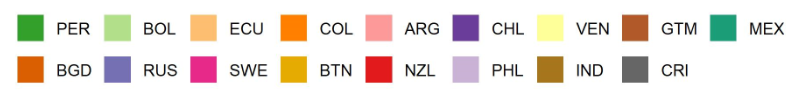 PER BOL ECU COL ARG CHL VEN GTM MEX
BGD RUS SWE BTN NZL PHL IND CRI